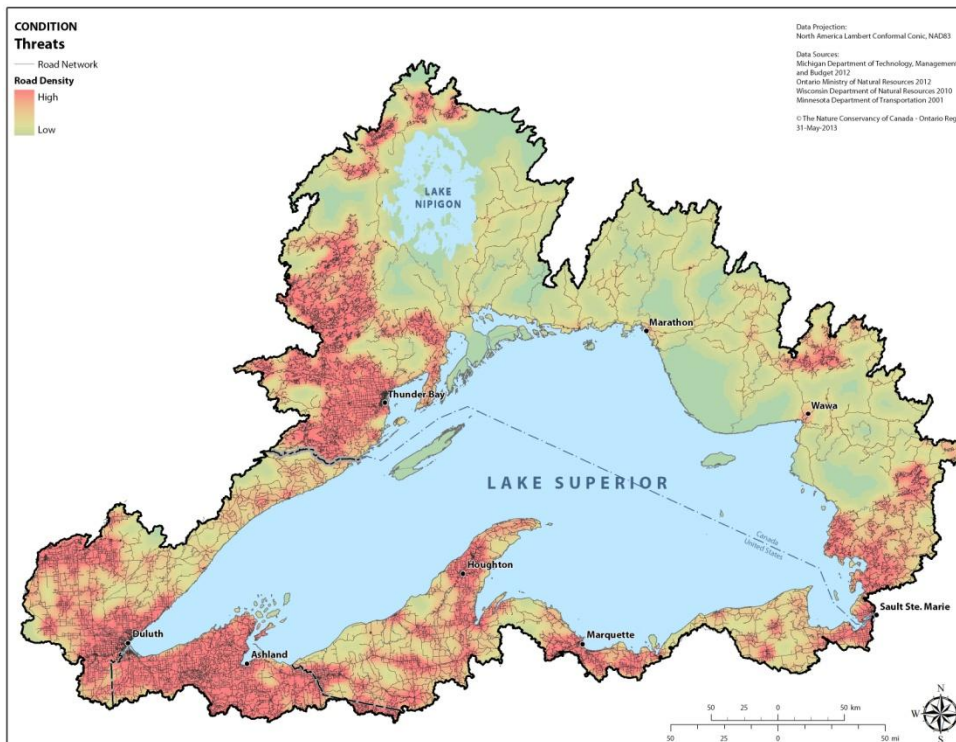 CONDITION
Threats
Road Network
Road Density
High
Low
Data Projection:
North America Lambert Conformal Conic, NAD83
Data Sources:
Michigan Department of Technology, Management
and Budget 2012
Ontario Ministry of Natural Resources 2012
Wisconsin Department of Natural Resources 2010
Minnesota Department of Transportation 2001
© The Nature Conservancy of Canada - Ontario Reg
31-May-2013
LAKE
NIPIGON
Marathon
Thunder Bay
Wawa
LAKE SUPERIOR
Canada
United States
Houghton
Sault Ste. Marie
Duluth
Marquette
Ashland
50 25 0 50 km
50 25 0 50 mi
N
W E
S